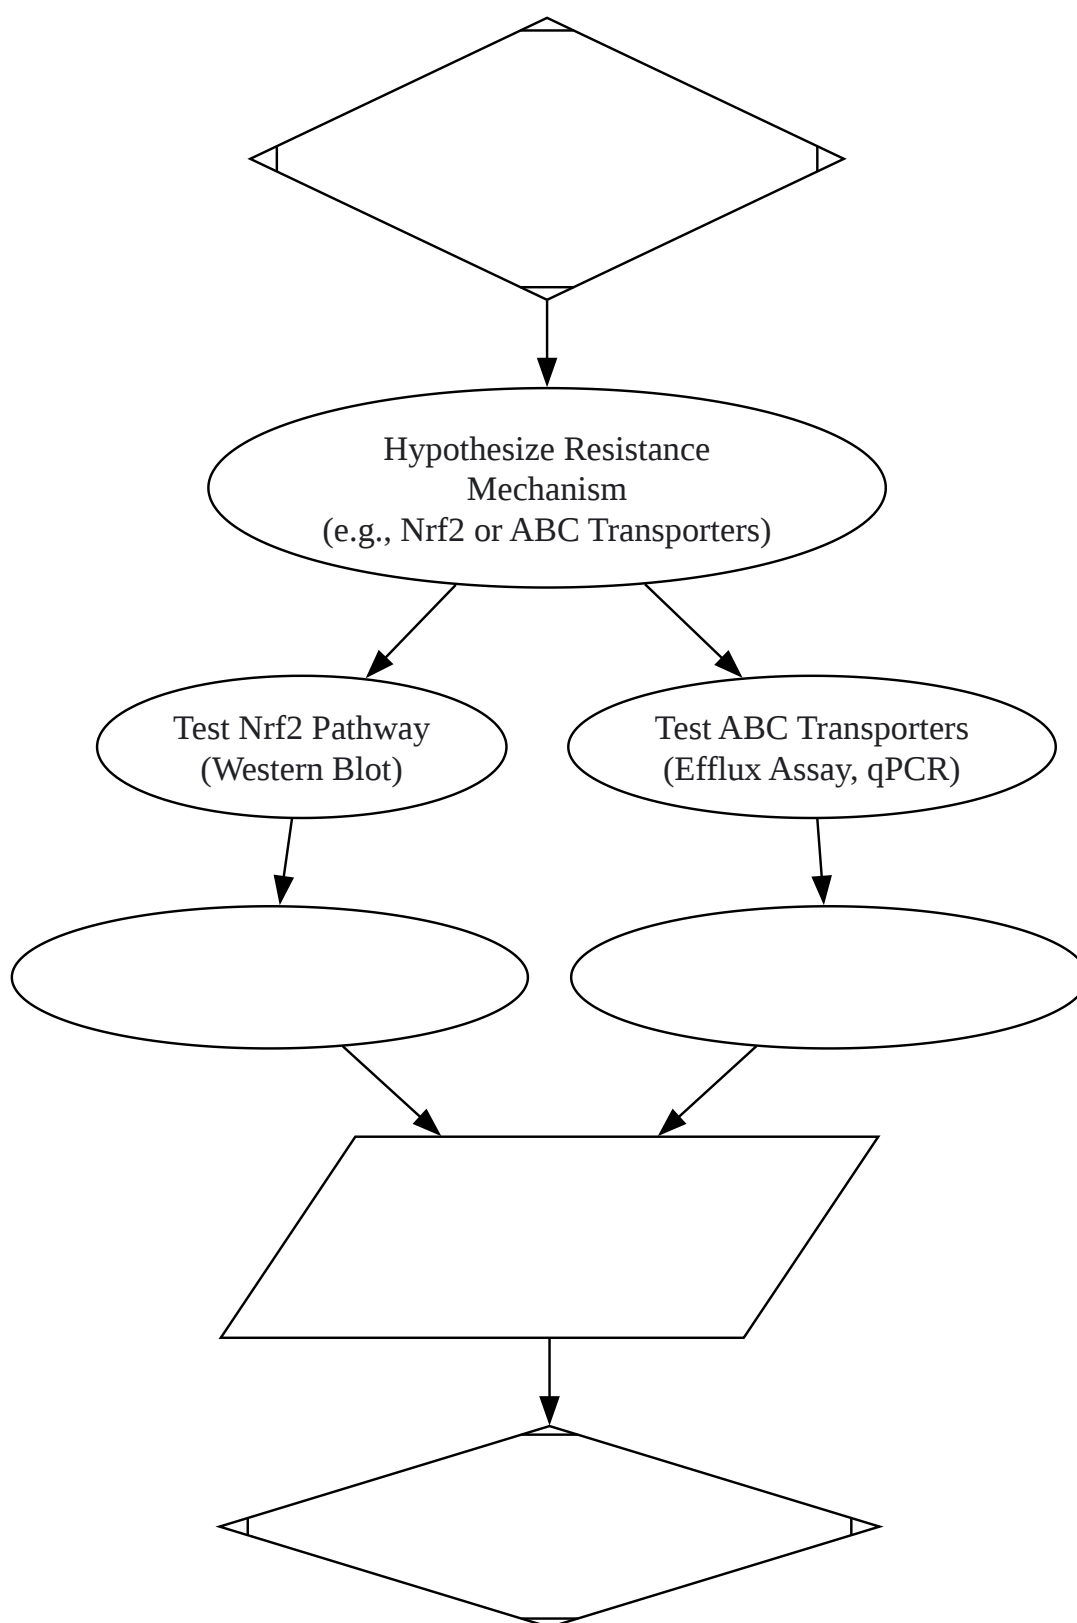 Hypothesize Resistance
Mechanism
(e.g., Nrf2 or ABC Transporters)
Test Nrf2 Pathway
(Western Blot)
Test ABC Transporters
(Efflux Assay, qPCR)